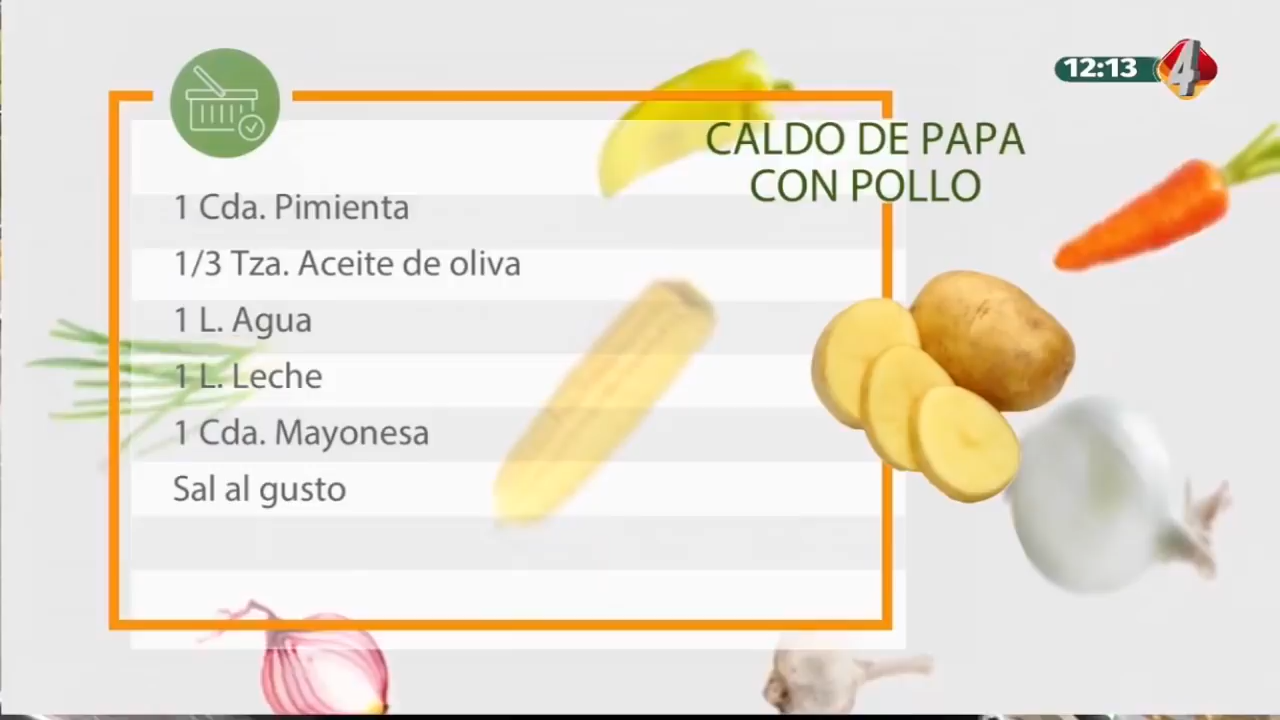 12:13 4
CALDO DE PAPA
CON POLLO
1 Cda. Pimienta
1/3 Tza. Aceite de oliva
1 L. Agua
1 L. Leche
1 Cda. Mayonesa
Sal al gusto